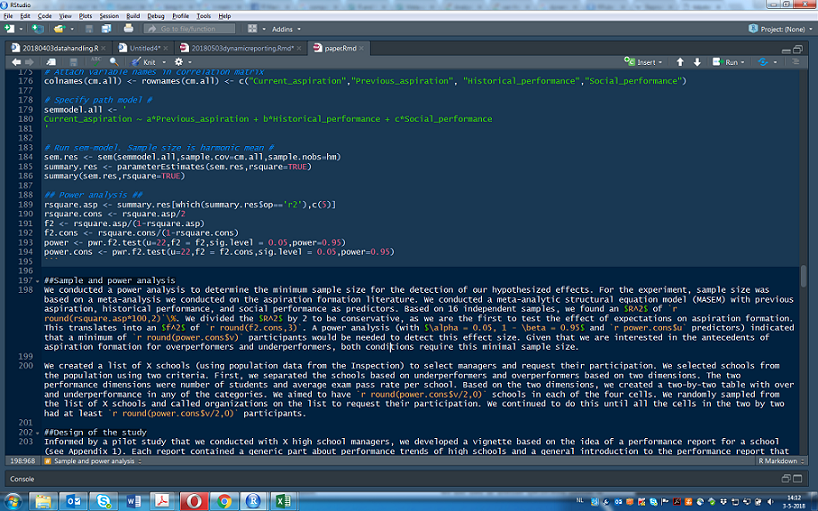 RStudio
File Edit Code View Plots Session Build Debug Profile Tools Help
Go to file/function Addins Project: (None)
20180403datahandling.R Untitled4* 20180503dynamicreporting.Rmd* paperRmd
ABC Knit Insert Run
175 # Attach variable names in correlation matrix
176 colnames(cm.all) <- rownames(cm.all) <- c("Current_aspiration","Previous_aspiration", "Historical_performance","Social_performance")
177
178 # Specify path model #
179 semmodel.all <- '
180 Current_aspiration ~ a*Previous_aspiration + b*Historical_performance + c*Social_performance
181 '
182
183 # Run sem-model. Sample size is harmonic mean #
184 sem.res <- sem(semmodel.all,sample.cov=cm.all,sample.nobs=hm)
185 summary.res <- parameterEstimates(sem.res,rsquare=TRUE)
186 summary(sem.res,rsquare=TRUE)
187
188 ## Power analysis ##
189 rsquare.asp <- summary.res[which(summary.res$op=='r2'),c(5)]
190 rsquare.cons <- rsquare.asp/2
191 f2 <- rsquare.asp/(1-rsquare.asp)
192 f2.cons <- rsquare.cons/(1-rsquare.cons)
193 power <- pwr.f2.test(u=22,f2 = f2,sig.level = 0.05,power=0.95)
194 power.cons <- pwr.f2.test(u=22,f2 = f2.cons,sig.level = 0.05,power=0.95)
195 ```
196
197 ##Sample and power analysis
198 We conducted a power analysis to determine the minimum sample size for the detection of our hypothesized effects. For the experiment, sample size was
based on a meta-analysis we conducted on the aspiration formation literature. We conducted a meta-analytic structural equation model (MASEM) with previous
aspiration, historical performance, and social performance as predictors. Based on 16 independent samples, we found an $RA2$ of `r
round(rsquare.asp*100,2)`\%. We divided the $RA2$ by 2 to be conservative, as we are the first to test the effect of attributions on aspiration formation.
This translates into an $fA2$ of `r round(f2.cons,3)`. A power analysis (with $\alpha = 0.05, 1 - \beta = 0.95$ and `r power.cons$u` predictors) indicated
that a minimum of `r round(power.cons$v)` participants would be needed to detect this effect size. Given that we are interested in the antecedents of
aspiration formation for overperformers and underperformers, both conditions require this minimal sample size.
199
200 We created a list of X schools (using population data from the Inspection) to select managers and request their participation. We selected schools from
the population using two criteria. First, we separated the schools based on underperformers and overperformers based on two dimensions. The two
performance dimensions were number of students and average exam pass rate per school. Based on the two dimensions, we created a two-by-two table with over
and underperformance in any of the categories. We aimed to have `r round(power.cons$v/2,0)` schools in each of the four cells. We randomly sampled from
the list of X schools and called organizations on the list to request their participation. We continued to do this until all the cells in the two by two
had at least `r round(power.cons$v/2,0)` participants.
201
202 ##Design of the study
203 Informed by a pilot study that we conducted with X high school managers, we developed a vignette based on the idea of a performance report for a school
(see Appendix 1). Each report contained a generic part about performance trends of high schools and a general introduction to the performance report that
198:968 Sample and power analysis R Markdown
Console
NL 14:12
3-5-2018